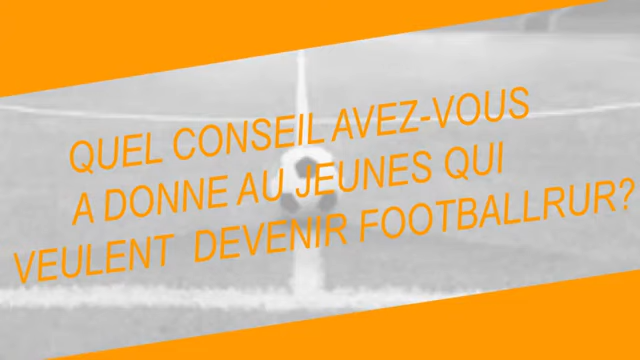 QUEL CONSEIL AVEZ-VOUS
A DONNE AU JEUNES QUI
VEULENT DEVENIR FOOTBALLRUR?